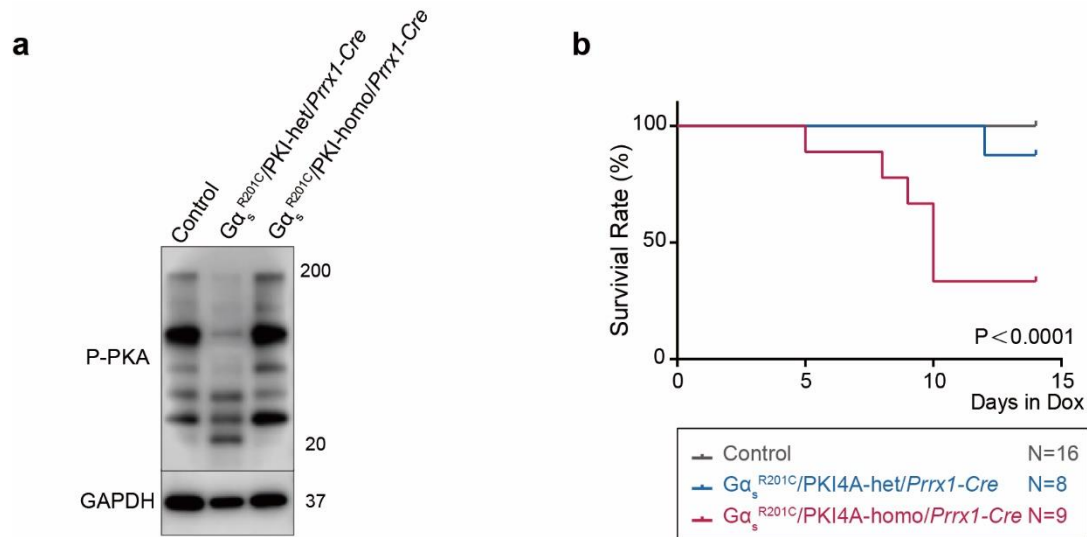 a
Control
Gαs^R201C/PKI-het/Prrx1-Cre
Gαs^R201C/PKI-homo/Prrx1-Cre
200
P-PKA
20
GAPDH
37
b
Survivial Rate (%)
100
50
0
P<0.0001
0 5 10 15
Days in Dox
Control N=16
Gαs^R201C/PKI4A-het/Prrx1-Cre N=8
Gαs^R201C/PKI4A-homo/Prrx1-Cre N=9